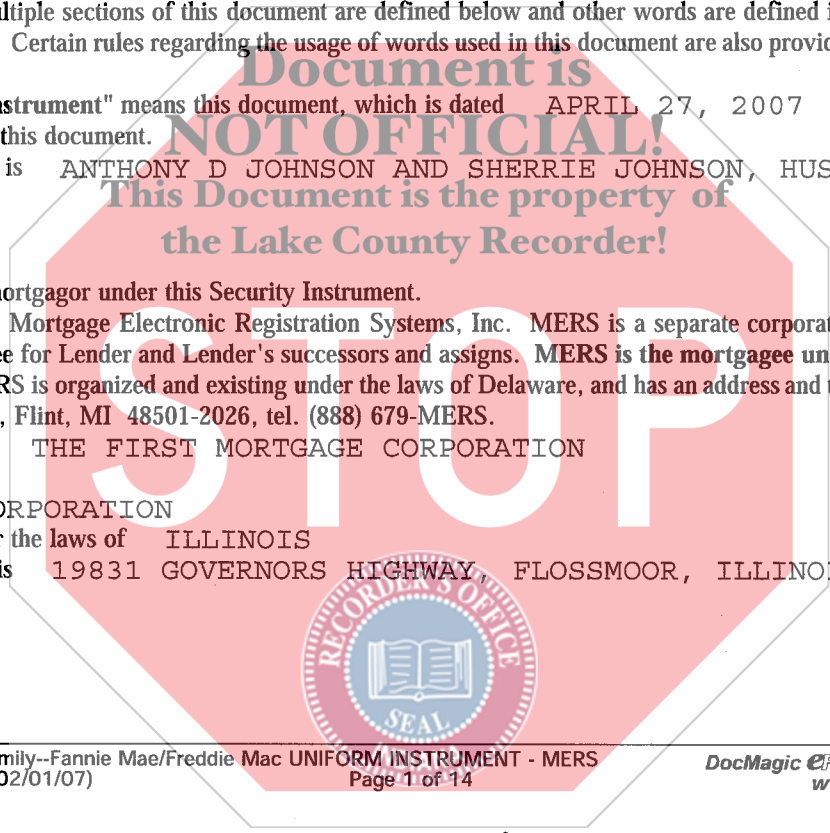 ltiple sections of this document are defined below and other words are defined i
Certain rules regarding the usage of words used in this document are also provid
Document is
nstrument" means this document, which is dated APRIL 27, 2007
this document.
NOT OFFICIAL!
is ANTHONY D JOHNSON AND SHERRIE JOHNSON, HUS
This Document is the property of
the Lake County Recorder!
ortgagor under this Security Instrument.
Mortgage Electronic Registration Systems, Inc. MERS is a separate corporat
e for Lender and Lender's successors and assigns. MERS is the mortgagee un
RS is organized and existing under the laws of Delaware, and has an address and t
, Flint, MI 48501-2026, tel. (888) 679-MERS.
STOP
THE FIRST MORTGAGE CORPORATION
ORPORATION
r the laws of ILLINOIS
is 19831 GOVERNORS HIGHWAY, FLOSSMOOR, ILLINOI
RECORDER'S OFFICE
SEAL
INDIANA
mily--Fannie Mae/Freddie Mac UNIFORM INSTRUMENT - MERS
02/01/07)
Page 1 of 14
DocMagic
w